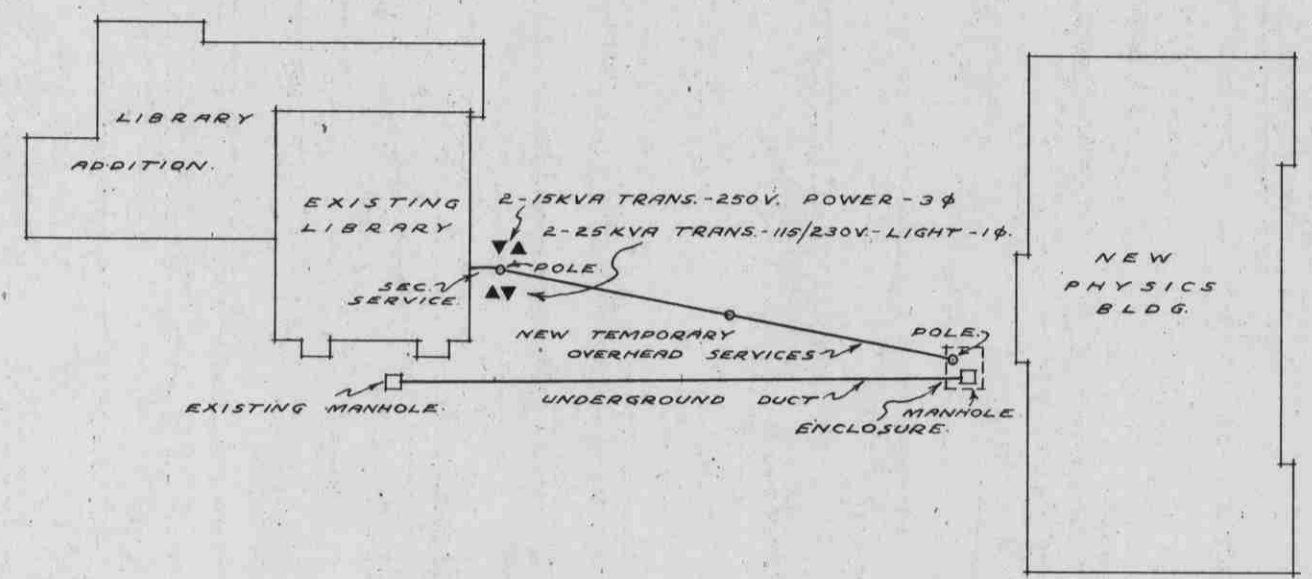 LIBRARY
ADDITION.
EXISTING
LIBRARY
2-15KVA TRANS.-250V. POWER-3φ
2-25KVA TRANS.-115/230V.-LIGHT-1φ.
POLE.
SEC.
SERVICE.
NEW TEMPORARY
OVERHEAD SERVICES
POLE.
NEW
PHYSICS
BLDG.
EXISTING MANHOLE.
UNDERGROUND DUCT
MANHOLE
ENCLOSURE.